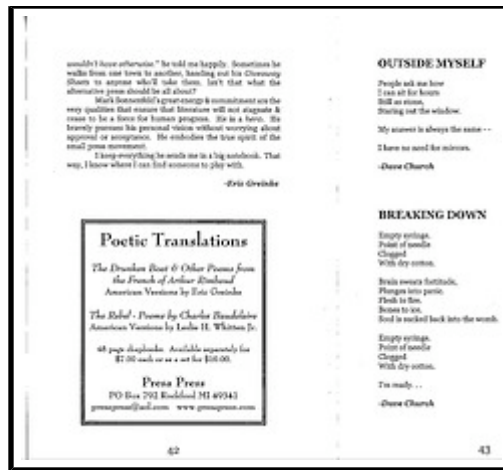 wouldn't have otherwise." he told me happily. Sometimes he
walks from one town to another, handing out his Giveaway
Sheets to anyone who'll take them. Isn't that what the
alternative press should be all about?
Mark Sonnenfeld's great energy & commitment are the
very qualities that ensure that literature will not stagnate &
cease to be a force for human progress. He is a hero. He
bravely pursues his personal vision without worrying about
approval or acceptance. He embodies the true spirit of the
small press movement.
I keep everything he sends me in a big notebook. That
way, I know where I can find someone to play with.
-Eric Greinke
Poetic Translations
The Drunken Boat & Other Poems from
the French of Arthur Rimbaud
American Versions by Eric Greinke
The Rebel - Poems by Charles Baudelaire
American Versions by Leslie H. Whitten Jr.
48 page chapbooks. Available separately for
$7.00 each or as a set for $10.00.
Presa Press
PO Box 792 Rockford MI 49341
presapress@aol.com www.presapress.com
42
OUTSIDE MYSELF
People ask me how
I can sit for hours
Still as stone,
Staring out the window.
My answer is always the same - -
I have no need for mirrors.
-Dave Church
BREAKING DOWN
Empty syringe.
Point of needle
Clogged
With dry cotton.
Brain sweats fortitude,
Plunges into panic.
Flesh is fire,
Bones to ice,
Soul is sucked back into the womb.
Empty syringe.
Point of needle
Clogged
With dry cotton.
I'm ready. . .
-Dave Church
43